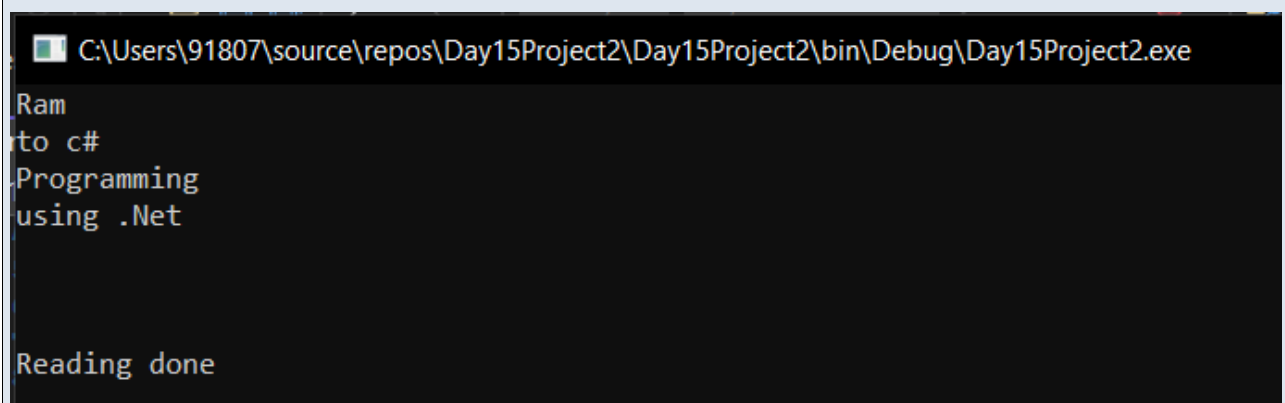 C:\Users\91807\source\repos\Day15Project2\Day15Project2\bin\Debug\Day15Project2.exe
Ram
to c#
Programming
using .Net
Reading done